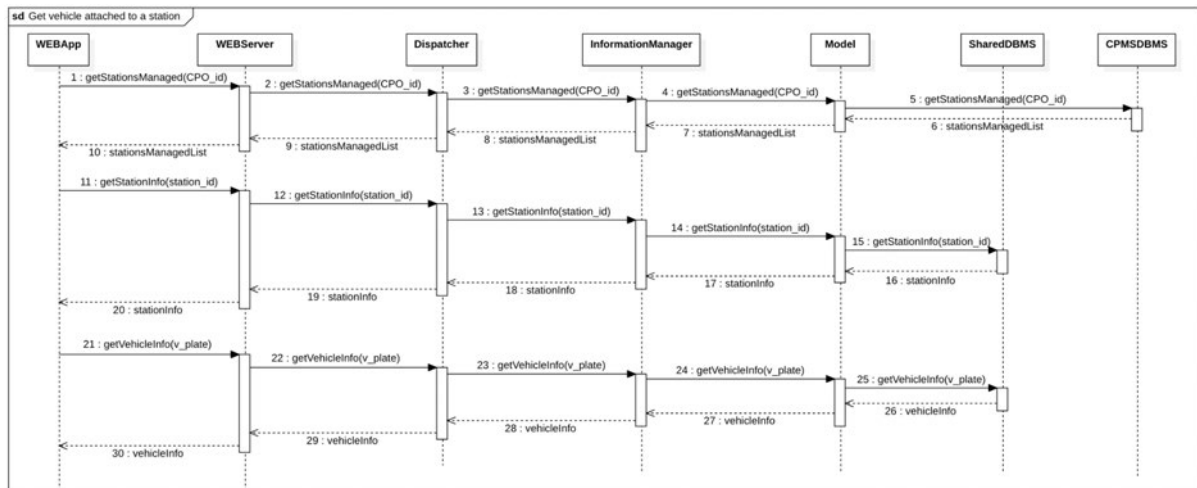 sd Get vehicle attached to a station
WEBApp
WEBServer
Dispatcher
InformationManager
Model
SharedDBMS
CPMSDBMS
1 : getStationsManaged(CPO_id)
2 : getStationsManaged(CPO_id)
3 : getStationsManaged(CPO_id)
4 : getStationsManaged(CPO_id)
5 : getStationsManaged(CPO_id)
6 : stationsManagedList
7 : stationsManagedList
8 : stationsManagedList
9 : stationsManagedList
10 : stationsManagedList
11 : getStationInfo(station_id)
12 : getStationInfo(station_id)
13 : getStationInfo(station_id)
14 : getStationInfo(station_id)
15 : getStationInfo(station_id)
16 : stationInfo
17 : stationInfo
18 : stationInfo
19 : stationInfo
20 : stationInfo
21 : getVehicleInfo(v_plate)
22 : getVehicleInfo(v_plate)
23 : getVehicleInfo(v_plate)
24 : getVehicleInfo(v_plate)
25 : getVehicleInfo(v_plate)
26 : vehicleInfo
27 : vehicleInfo
28 : vehicleInfo
29 : vehicleInfo
30 : vehicleInfo